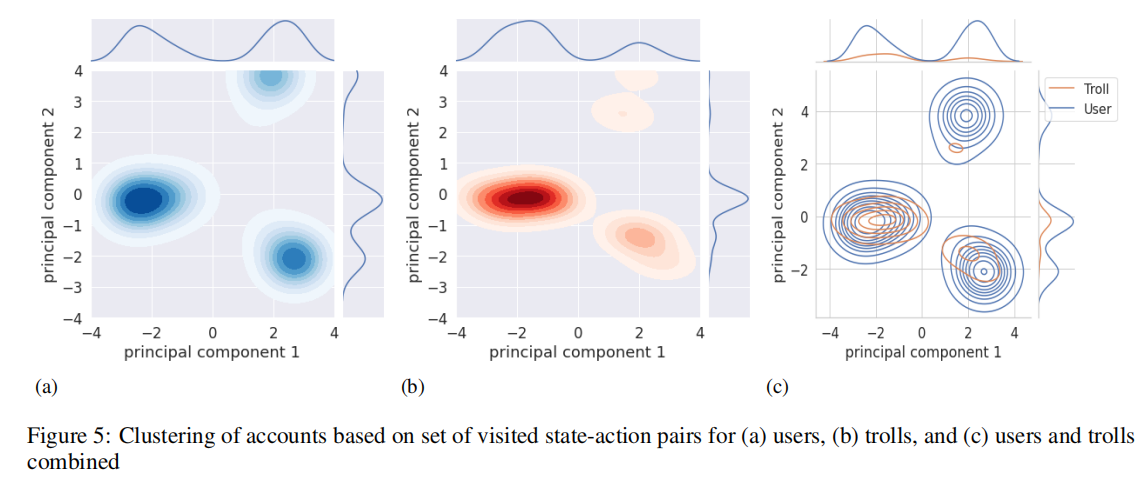 4
3
2
1
0
−1
−2
−3
−4
−4
−2
0
2
4
principal component 2
principal component 1
4
3
2
1
0
−1
−2
−3
−4
−4
−2
0
2
4
principal component 2
principal component 1
4
2
0
−2
−4
−2
0
2
4
principal component 2
principal component 1
Troll
User
(a)
(b)
(c)
Figure 5: Clustering of accounts based on set of visited state-action pairs for (a) users, (b) trolls, and (c) users and trolls
combined